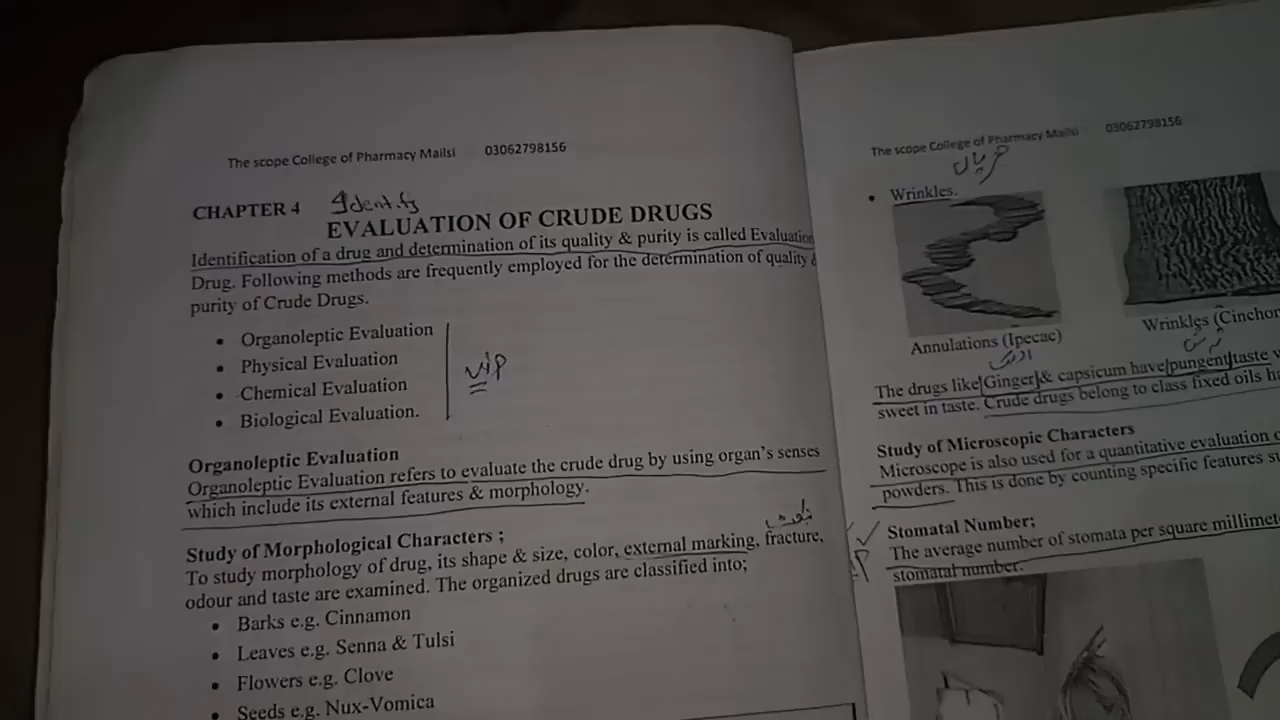 The scope College of Pharmacy Mailsi 03062798156
CHAPTER 4 Identify
EVALUATION OF CRUDE DRUGS
Identification of a drug and determination of its quality & purity is called Evaluation
Drug. Following methods are frequently employed for the determination of quality &
purity of Crude Drugs.
• Organoleptic Evaluation
• Physical Evaluation
• Chemical Evaluation
• Biological Evaluation.
VIP
Organoleptic Evaluation
Organoleptic Evaluation refers to evaluate the crude drug by using organ's senses
which include its external features & morphology.
Study of Morphological Characters ;
To study morphology of drug, its shape & size, color, external marking, fracture,
odour and taste are examined. The organized drugs are classified into;
• Barks e.g. Cinnamon
• Leaves e.g. Senna & Tulsi
• Flowers e.g. Clove
• Seeds e.g. Nux-Vomica
The scope College of Pharmacy Mailsi 03062798156
• Wrinkles.
Annulations (Ipecac)
Wrinkles (Cinchon
ادرک
The drugs like Ginger & capsicum have pungent taste
sweet in taste. Crude drugs belong to class fixed oils ha
Study of Microscopic Characters
Microscope is also used for a quantitative evaluation o
powders. This is done by counting specific features su
Stomatal Number;
The average number of stomata per square millimet
stomatal number.